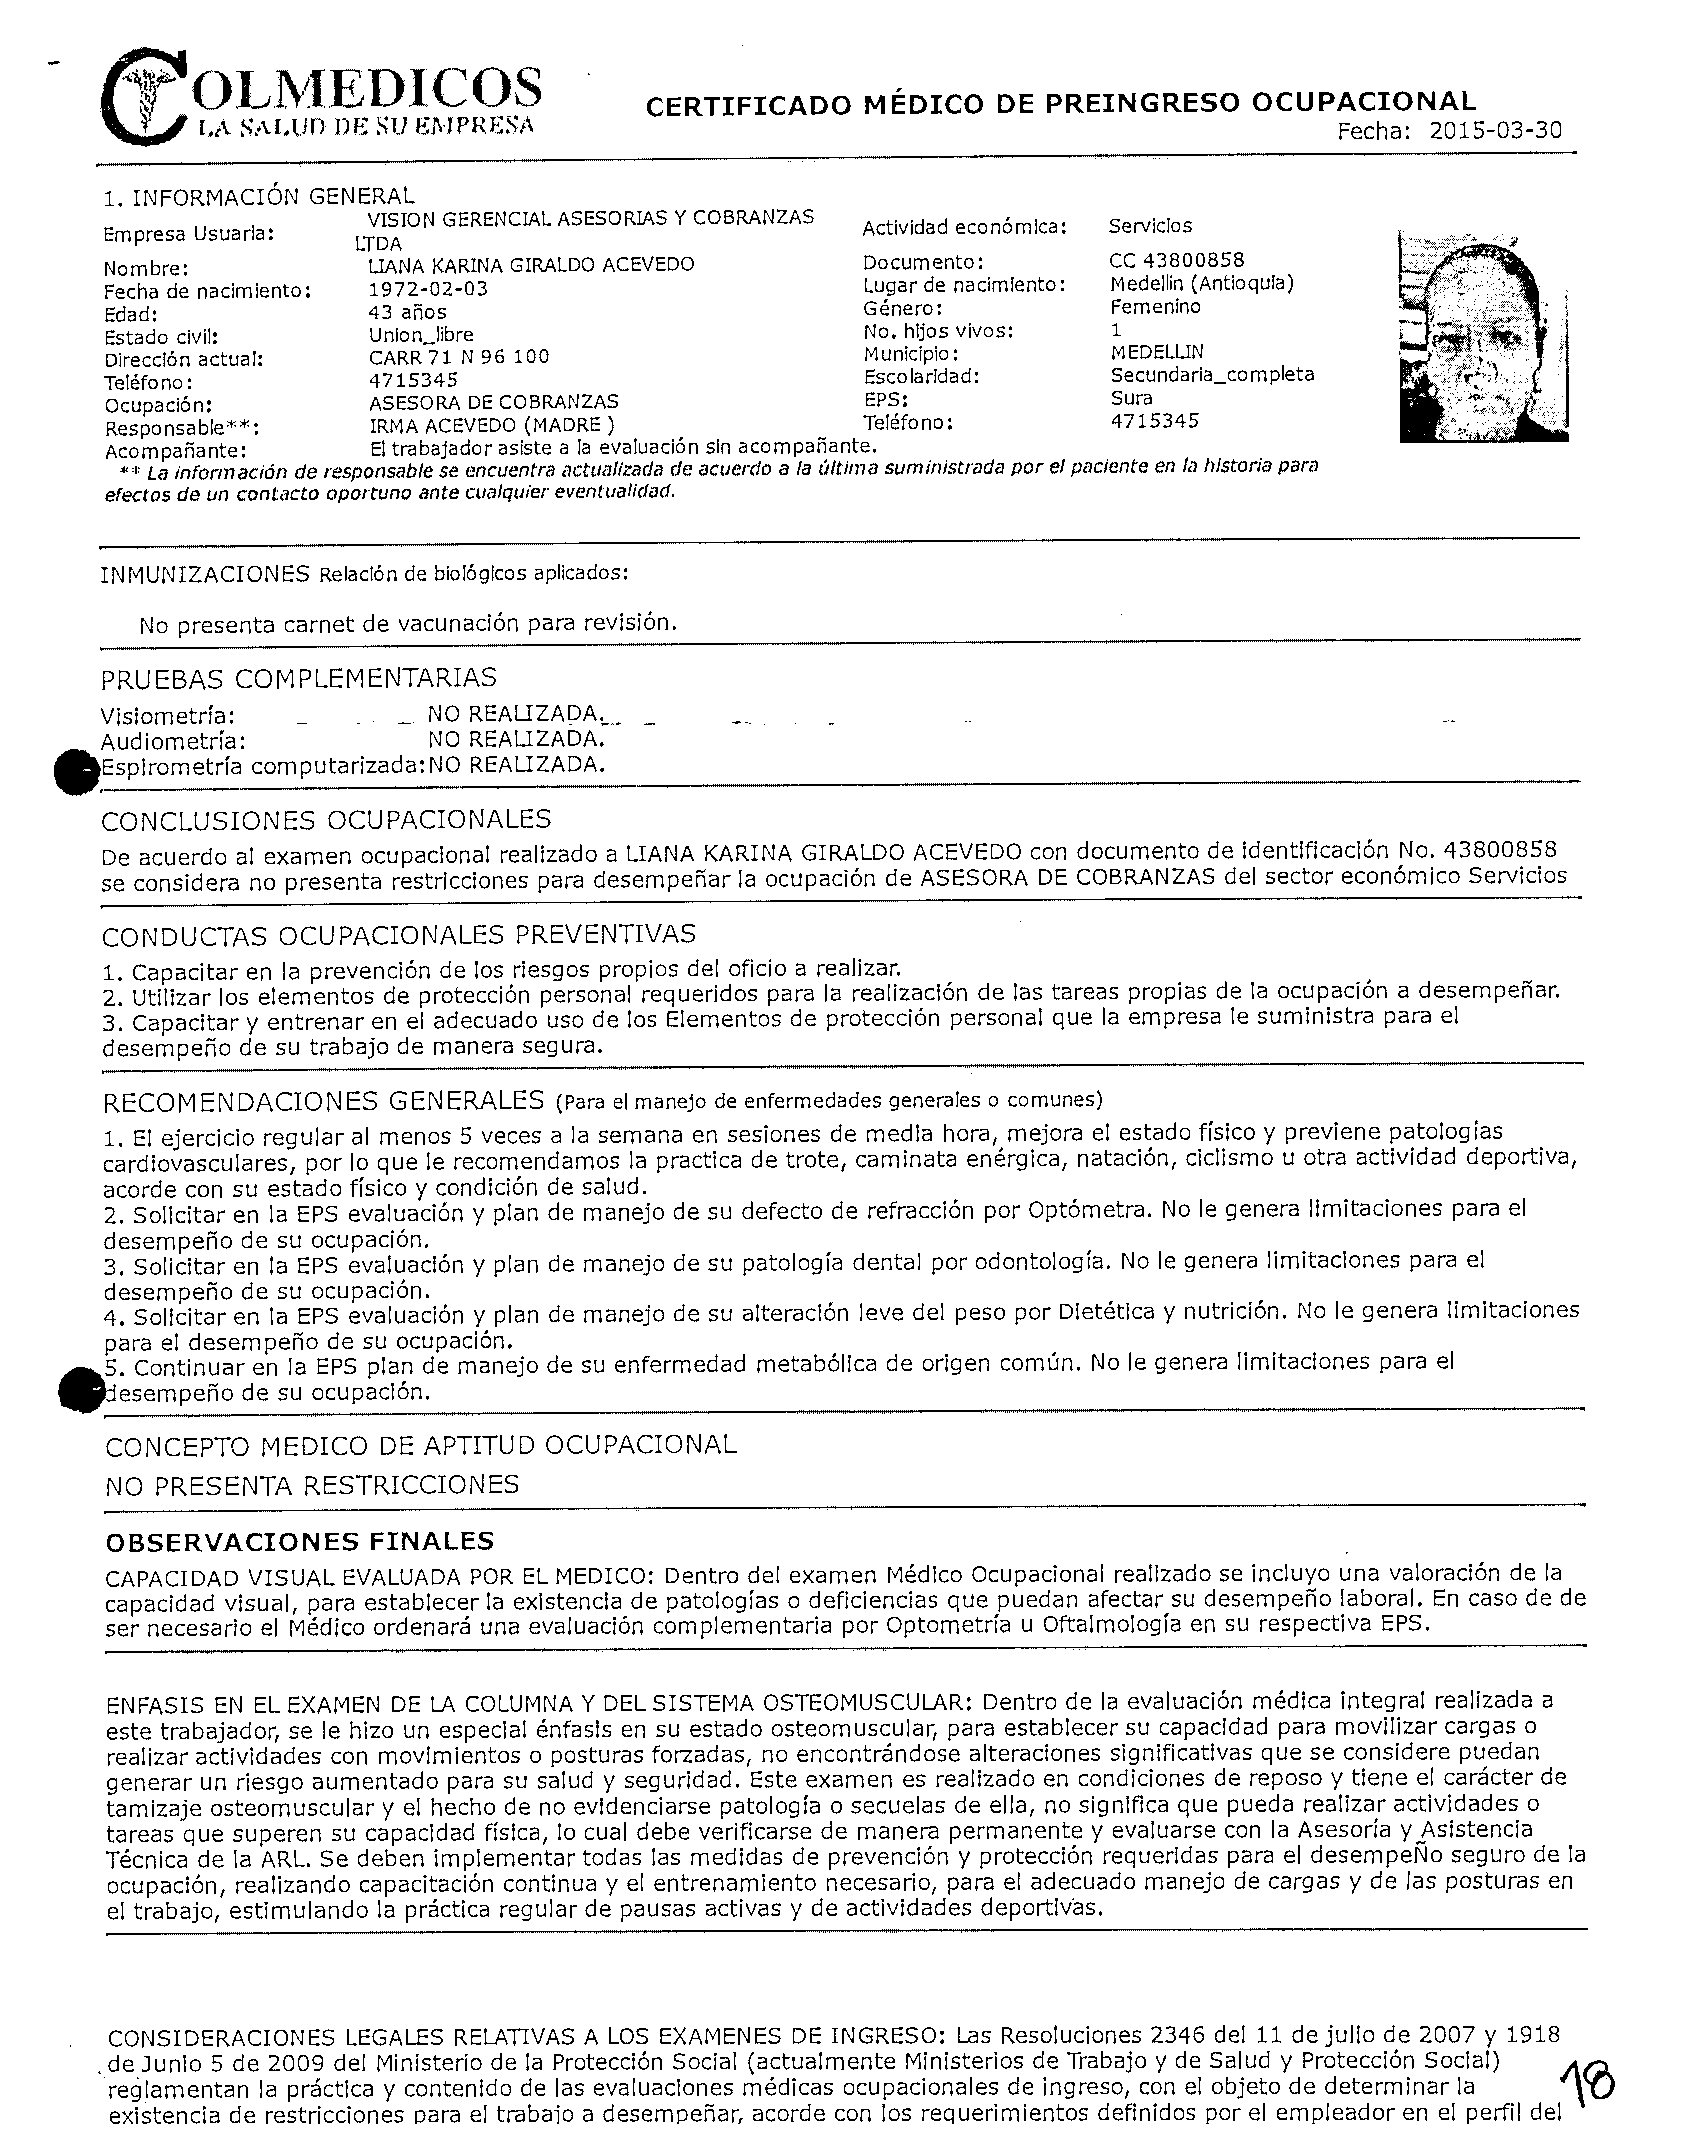 COLMEDICOS
LA SALUD DE SU EMPRESA
CERTIFICADO MÉDICO DE PREINGRESO OCUPACIONAL
Fecha: 2015-03-30
1. INFORMACIÓN GENERAL
Empresa Usuaria: VISION GERENCIAL ASESORIAS Y COBRANZAS LTDA Actividad económica: Servicios
Nombre: LIANA KARINA GIRALDO ACEVEDO Documento: CC 43800858
Fecha de nacimiento: 1972-02-03 Lugar de nacimiento: Medellin (Antioquia)
Edad: 43 años Género: Femenino
Estado civil: Union_libre No. hijos vivos: 1
Dirección actual: CARR 71 N 96 100 Municipio: MEDELLIN
Teléfono: 4715345 Escolaridad: Secundaria_completa
Ocupación: ASESORA DE COBRANZAS EPS: Sura
Responsable**: IRMA ACEVEDO (MADRE ) Teléfono: 4715345
Acompañante: El trabajador asiste a la evaluación sin acompañante.
** La información de responsable se encuentra actualizada de acuerdo a la última suministrada por el paciente en la historia para
efectos de un contacto oportuno ante cualquier eventualidad.
INMUNIZACIONES Relación de biológicos aplicados:
No presenta carnet de vacunación para revisión.
PRUEBAS COMPLEMENTARIAS
Visiometría: NO REALIZADA.
Audiometría: NO REALIZADA.
Espirometría computarizada: NO REALIZADA.
CONCLUSIONES OCUPACIONALES
De acuerdo al examen ocupacional realizado a LIANA KARINA GIRALDO ACEVEDO con documento de identificación No. 43800858
se considera no presenta restricciones para desempeñar la ocupación de ASESORA DE COBRANZAS del sector económico Servicios
CONDUCTAS OCUPACIONALES PREVENTIVAS
1. Capacitar en la prevención de los riesgos propios del oficio a realizar.
2. Utilizar los elementos de protección personal requeridos para la realización de las tareas propias de la ocupación a desempeñar.
3. Capacitar y entrenar en el adecuado uso de los Elementos de protección personal que la empresa le suministra para el
desempeño de su trabajo de manera segura.
RECOMENDACIONES GENERALES (Para el manejo de enfermedades generales o comunes)
1. El ejercicio regular al menos 5 veces a la semana en sesiones de media hora, mejora el estado físico y previene patologías
cardiovasculares, por lo que le recomendamos la practica de trote, caminata enérgica, natación, ciclismo u otra actividad deportiva,
acorde con su estado físico y condición de salud.
2. Solicitar en la EPS evaluación y plan de manejo de su defecto de refracción por Optómetra. No le genera limitaciones para el
desempeño de su ocupación.
3. Solicitar en la EPS evaluación y plan de manejo de su patología dental por odontología. No le genera limitaciones para el
desempeño de su ocupación.
4. Solicitar en la EPS evaluación y plan de manejo de su alteración leve del peso por Dietética y nutrición. No le genera limitaciones
para el desempeño de su ocupación.
5. Continuar en la EPS plan de manejo de su enfermedad metabólica de origen común. No le genera limitaciones para el
desempeño de su ocupación.
CONCEPTO MEDICO DE APTITUD OCUPACIONAL
NO PRESENTA RESTRICCIONES
OBSERVACIONES FINALES
CAPACIDAD VISUAL EVALUADA POR EL MEDICO: Dentro del examen Médico Ocupacional realizado se incluyo una valoración de la
capacidad visual, para establecer la existencia de patologías o deficiencias que puedan afectar su desempeño laboral. En caso de de
ser necesario el Médico ordenará una evaluación complementaria por Optometría u Oftalmología en su respectiva EPS.
ENFASIS EN EL EXAMEN DE LA COLUMNA Y DEL SISTEMA OSTEOMUSCULAR: Dentro de la evaluación médica integral realizada a
este trabajador, se le hizo un especial énfasis en su estado osteomuscular, para establecer su capacidad para movilizar cargas o
realizar actividades con movimientos o posturas forzadas, no encontrándose alteraciones significativas que se considere puedan
generar un riesgo aumentado para su salud y seguridad. Este examen es realizado en condiciones de reposo y tiene el carácter de
tamizaje osteomuscular y el hecho de no evidenciarse patología o secuelas de ella, no significa que pueda realizar actividades o
tareas que superen su capacidad física, lo cual debe verificarse de manera permanente y evaluarse con la Asesoría y Asistencia
Técnica de la ARL. Se deben implementar todas las medidas de prevención y protección requeridas para el desempeÑo seguro de la
ocupación, realizando capacitación continua y el entrenamiento necesario, para el adecuado manejo de cargas y de las posturas en
el trabajo, estimulando la práctica regular de pausas activas y de actividades deportivas.
CONSIDERACIONES LEGALES RELATIVAS A LOS EXAMENES DE INGRESO: Las Resoluciones 2346 del 11 de julio de 2007 y 1918
de Junio 5 de 2009 del Ministerio de la Protección Social (actualmente Ministerios de Trabajo y de Salud y Protección Social)
reglamentan la práctica y contenido de las evaluaciones médicas ocupacionales de ingreso, con el objeto de determinar la
existencia de restricciones para el trabajo a desempeñar, acorde con los requerimientos definidos por el empleador en el perfil del
18